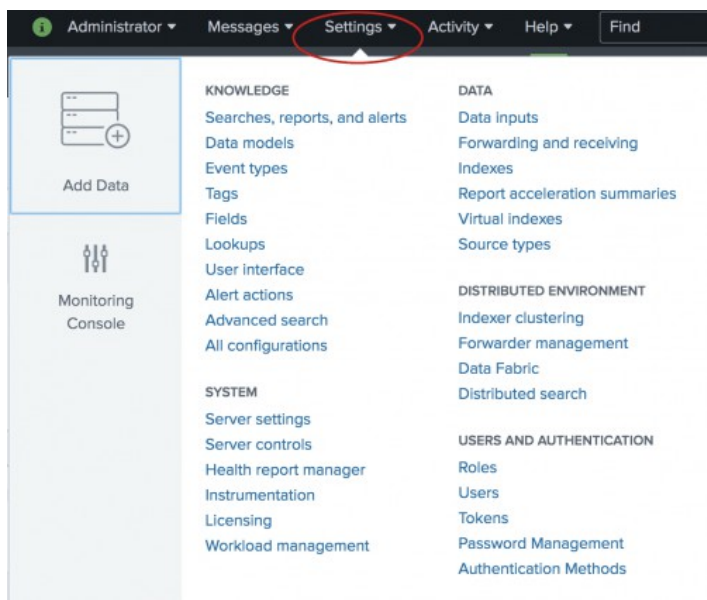 i Administrator Messages Settings Activity Help Find
Add Data
Monitoring
Console
KNOWLEDGE
Searches, reports, and alerts
Data models
Event types
Tags
Fields
Lookups
User interface
Alert actions
Advanced search
All configurations
SYSTEM
Server settings
Server controls
Health report manager
Instrumentation
Licensing
Workload management
DATA
Data inputs
Forwarding and receiving
Indexes
Report acceleration summaries
Virtual indexes
Source types
DISTRIBUTED ENVIRONMENT
Indexer clustering
Forwarder management
Data Fabric
Distributed search
USERS AND AUTHENTICATION
Roles
Users
Tokens
Password Management
Authentication Methods